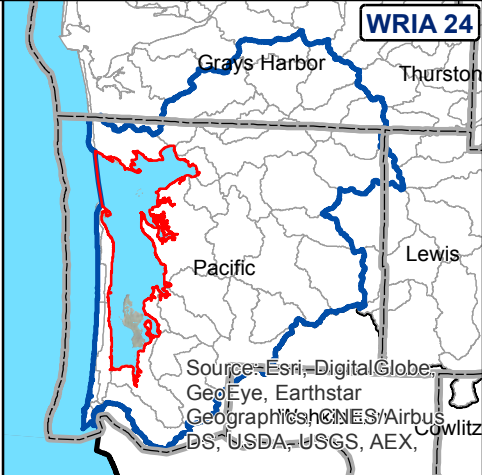 WRIA 24
Grays Harbor
Thurston
Pacific
Lewis
Source: Esri, DigitalGlobe,
GeoEye, Earthstar
Geographics, CNES/Airbus
DS, USDA, USGS, AEX,
Cowlitz